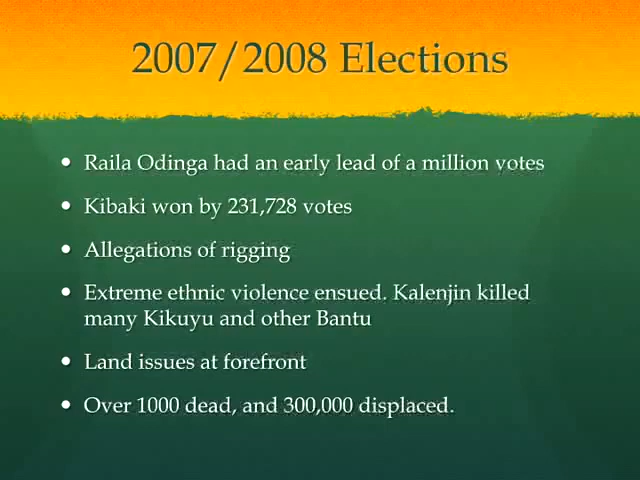 2007/2008 Elections
• Raila Odinga had an early lead of a million votes
• Kibaki won by 231,728 votes
• Allegations of rigging
• Extreme ethnic violence ensued. Kalenjin killed
many Kikuyu and other Bantu
• Land issues at forefront
• Over 1000 dead, and 300,000 displaced.